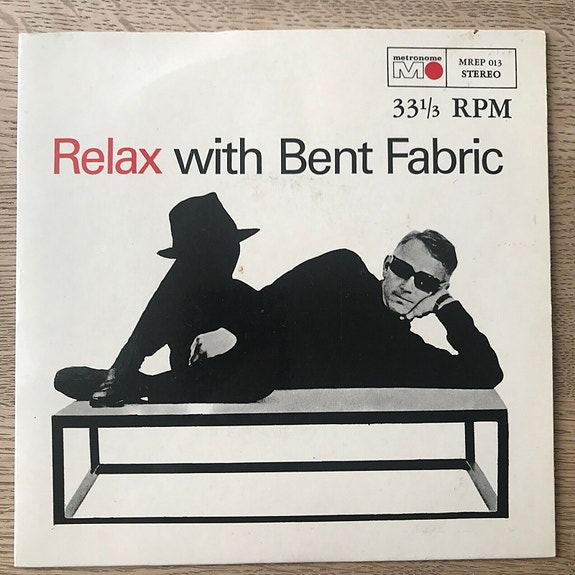 metronome
M
MREP 013
STEREO
33⅓ RPM
Relax with Bent Fabric